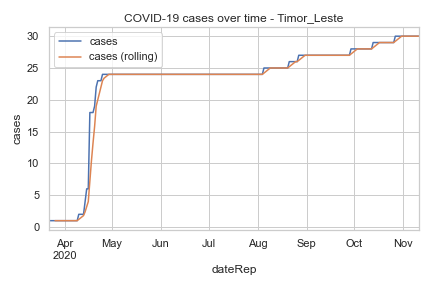 COVID-19 cases over time - Timor_Leste
cases
cases (rolling)
30
25
20
15
10
5
0
cases
Apr May Jun Jul Aug Sep Oct Nov
2020
dateRep